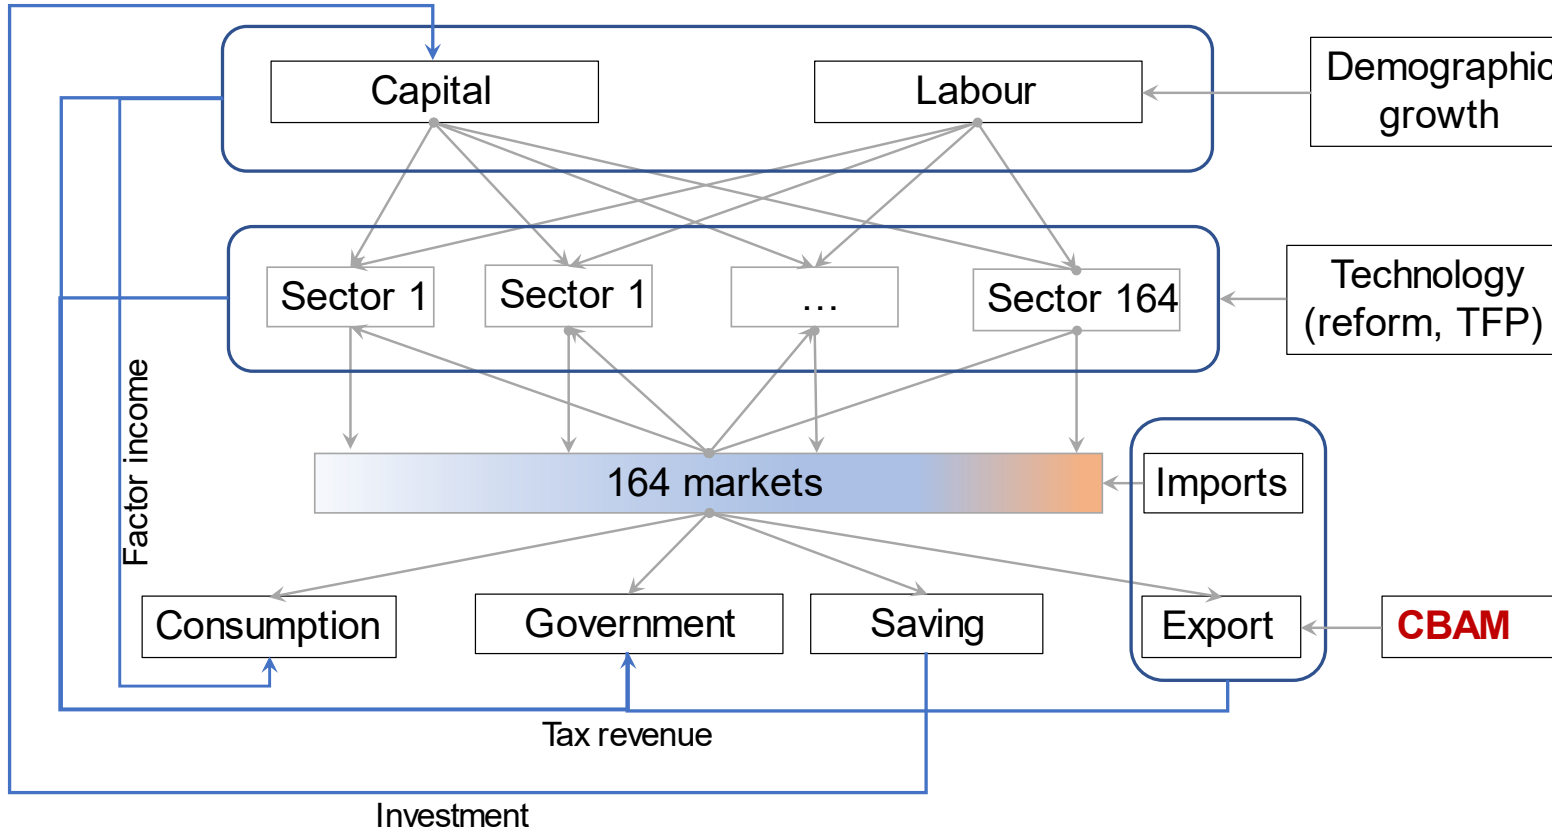 Capital
Labour
Demographic
growth
Sector 1
Sector 1
...
Sector 164
Technology
(reform, TFP)
Factor income
164 markets
Imports
Consumption
Government
Saving
Export
CBAM
Tax revenue
Investment